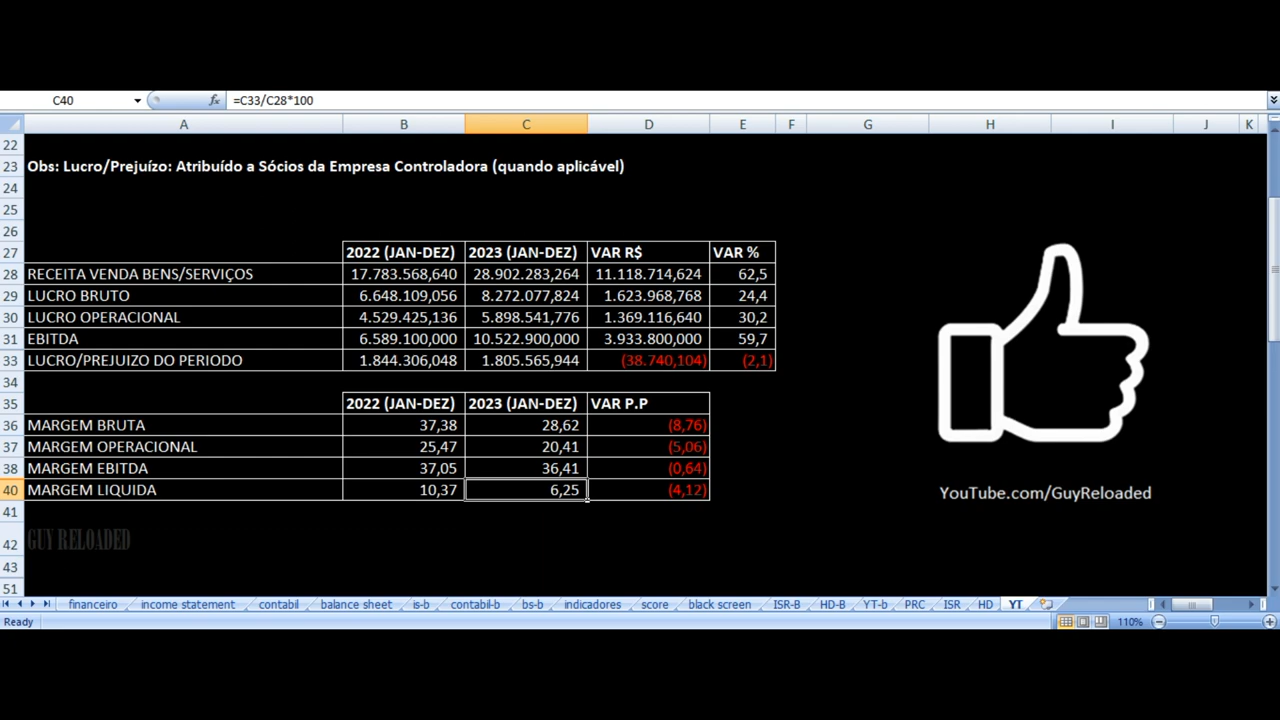 C40 fx =C33/C28*100
A B C D E F G H I J K
22
23 Obs: Lucro/Prejuízo: Atribuído a Sócios da Empresa Controladora (quando aplicável)
24
25
26
27 2022 (JAN-DEZ) 2023 (JAN-DEZ) VAR R$ VAR %
28 RECEITA VENDA BENS/SERVIÇOS 17.783.568,640 28.902.283,264 11.118.714,624 62,5
29 LUCRO BRUTO 6.648.109,056 8.272.077,824 1.623.968,768 24,4
30 LUCRO OPERACIONAL 4.529.425,136 5.898.541,776 1.369.116,640 30,2
31 EBITDA 6.589.100,000 10.522.900,000 3.933.800,000 59,7
33 LUCRO/PREJUIZO DO PERIODO 1.844.306,048 1.805.565,944 (38.740,104) (2,1)
34
35 2022 (JAN-DEZ) 2023 (JAN-DEZ) VAR P.P
36 MARGEM BRUTA 37,38 28,62 (8,76)
37 MARGEM OPERACIONAL 25,47 20,41 (5,06)
38 MARGEM EBITDA 37,05 36,41 (0,64)
40 MARGEM LIQUIDA 10,37 6,25 (4,12)
YouTube.com/GuyReloaded
41
42 GUY RELOADED
43
51
financeiro income statement contabil balance sheet is-b contabil-b bs-b indicadores score black screen ISR-B HD-B YT-b PRC ISR HD YT
Ready 110%